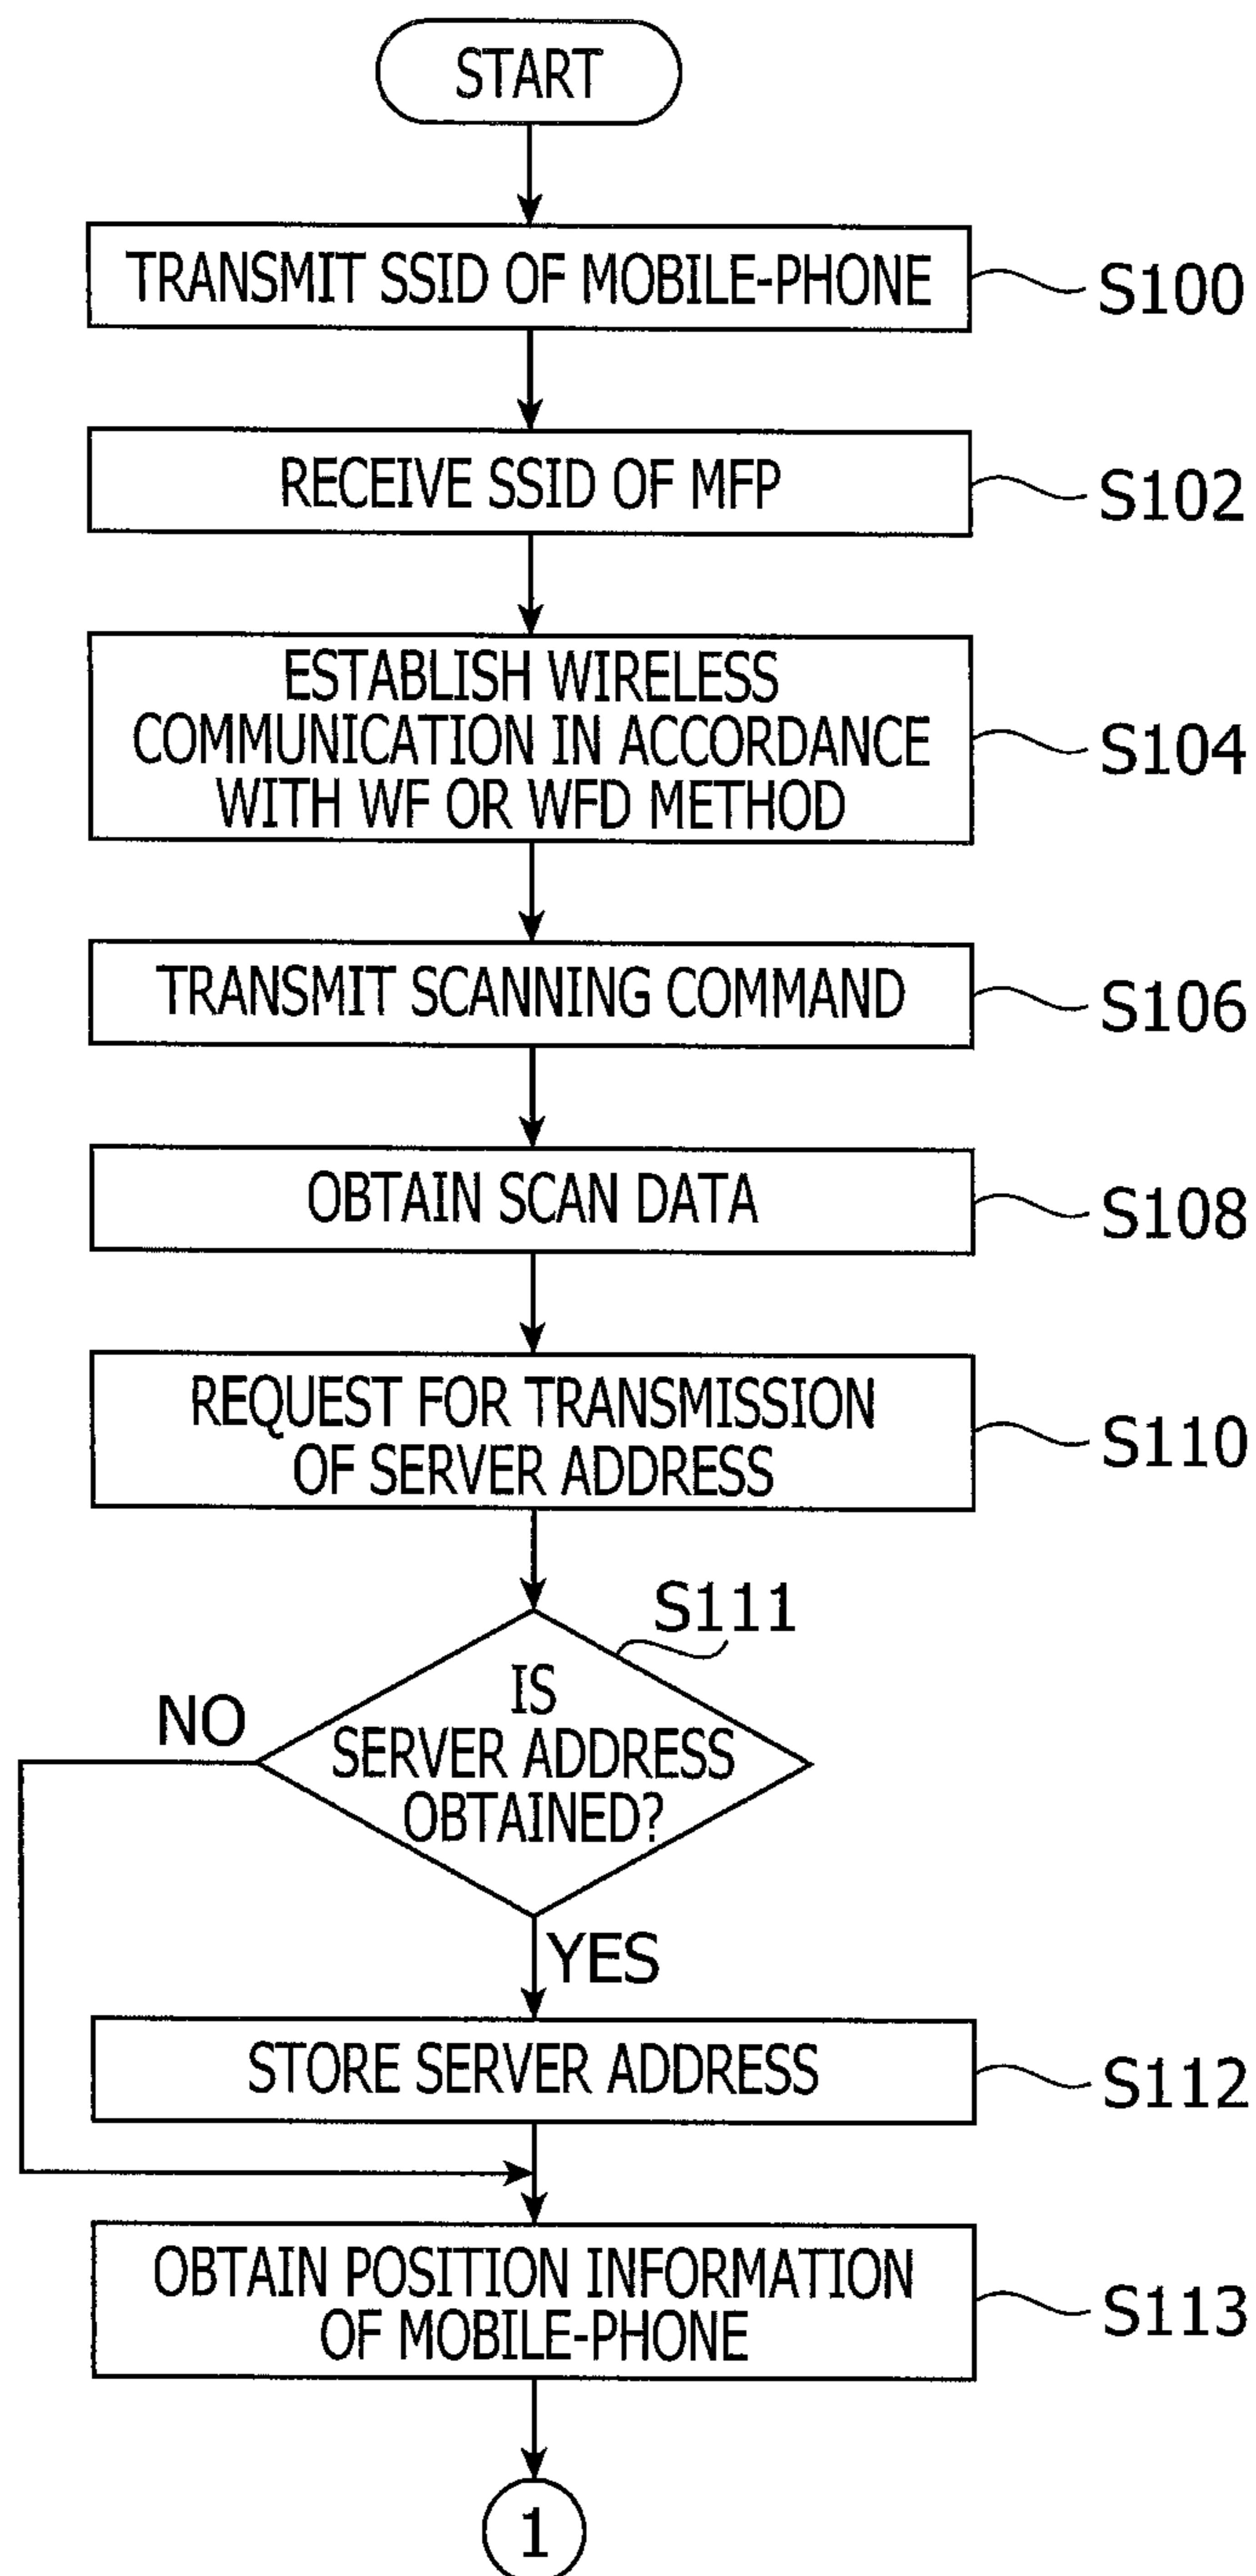 START
TRANSMIT SSID OF MOBILE-PHONE
S100
RECEIVE SSID OF MFP
S102
ESTABLISH WIRELESS
COMMUNICATION IN ACCORDANCE
WITH WF OR WFD METHOD
S104
TRANSMIT SCANNING COMMAND
S106
OBTAIN SCAN DATA
S108
REQUEST FOR TRANSMISSION
OF SERVER ADDRESS
S110
S111
IS
SERVER ADDRESS
OBTAINED?
NO
YES
STORE SERVER ADDRESS
S112
OBTAIN POSITION INFORMATION
OF MOBILE-PHONE
S113
1